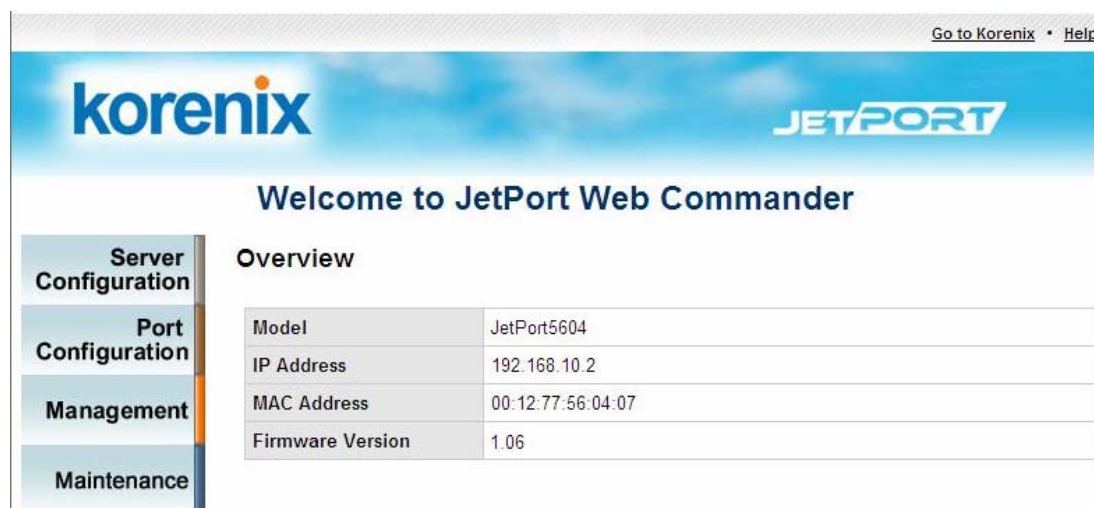 Go to Korenix • Help
korenix
JETPORT
Welcome to JetPort Web Commander
Server
Configuration
Port
Configuration
Management
Maintenance
Overview
Model JetPort5604
IP Address 192.168.10.2
MAC Address 00:12:77:56:04:07
Firmware Version 1.06